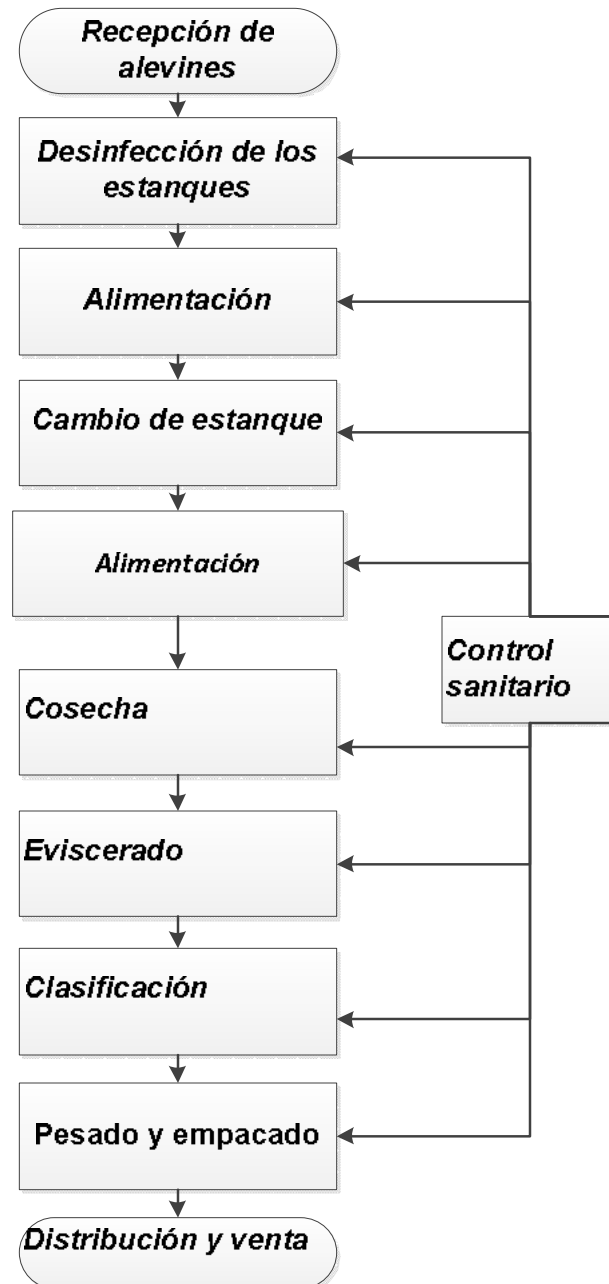 Recepción de
alevines
Desinfección de los
estanques
Alimentación
Cambio de estanque
Alimentación
Control
sanitario
Cosecha
Eviscerado
Clasificación
Pesado y empacado
Distribución y venta